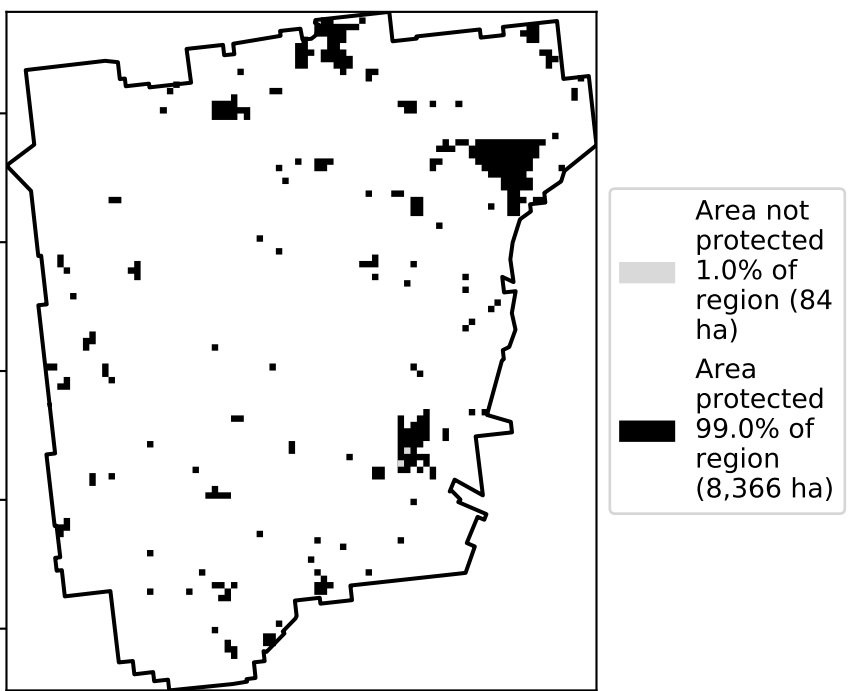 Area not
protected
1.0% of
region (84
ha)
Area
protected
99.0% of
region
(8,366 ha)